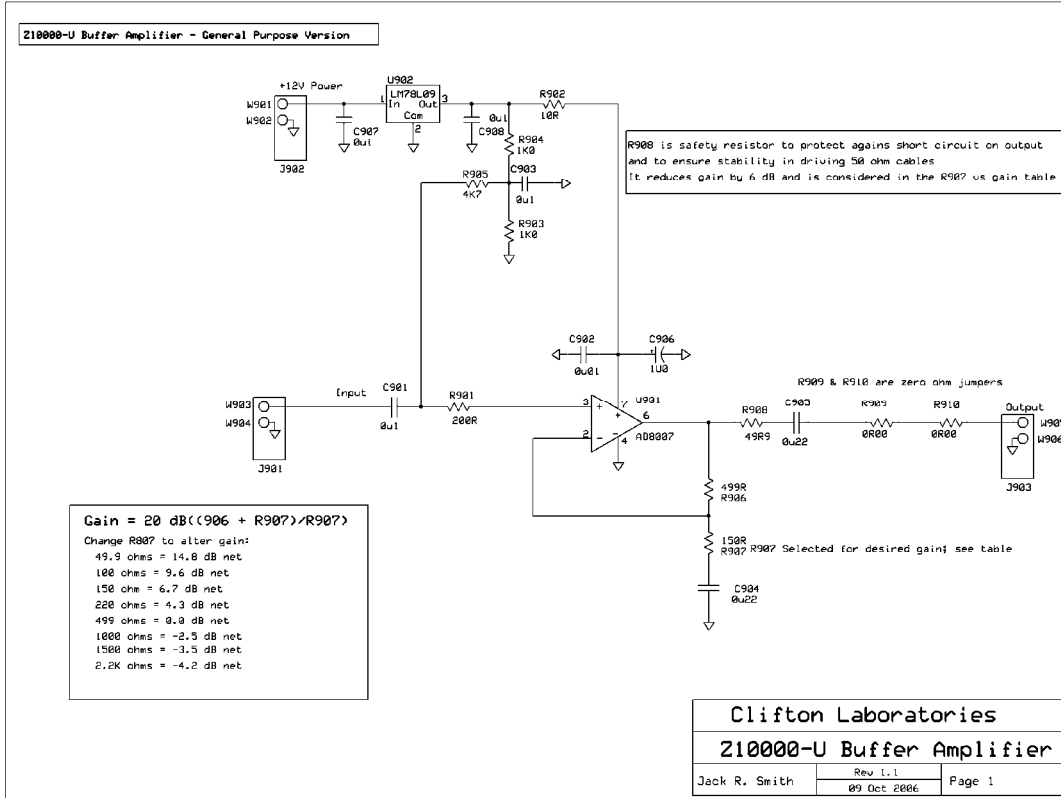 Z10000-U Buffer Amplifier - General Purpose Version
+12V Power
W901
W902
J902
C907
0u1
U902
LM78L09
1 In Out 3
Com
2
0u1
C908
R902
10R
R904
1K0
R905
4K7
C903
0u1
R903
1K0
R908 is safety resistor to protect agains short circuit on output
and to ensure stability in driving 50 ohm cables
It reduces gain by 6 dB and is considered in the R907 vs gain table
C902
0u01
C906
1U0
Input
C901
0u1
R901
200R
W903
W904
J901
U901
3
2
7
6
4
AD8007
R909 & R910 are zero ohm jumpers
R908
49R9
C903
0u22
R909
0R00
R910
0R00
Output
W905
W906
J903
499R
R906
150R
R907
R907 Selected for desired gain; see table
C904
0u22
Gain = 20 dB((906 + R907)/R907)
Change R807 to alter gain:
49.9 ohms = 14.8 dB net
100 ohms = 9.6 dB net
150 ohm = 6.7 dB net
220 ohms = 4.3 dB net
499 ohms = 0.0 dB net
1000 ohms = -2.5 dB net
1500 ohms = -3.5 dB net
2.2K ohms = -4.2 dB net
Clifton Laboratories
Z10000-U Buffer Amplifier
Jack R. Smith
Rev 1.1
09 Oct 2006
Page 1